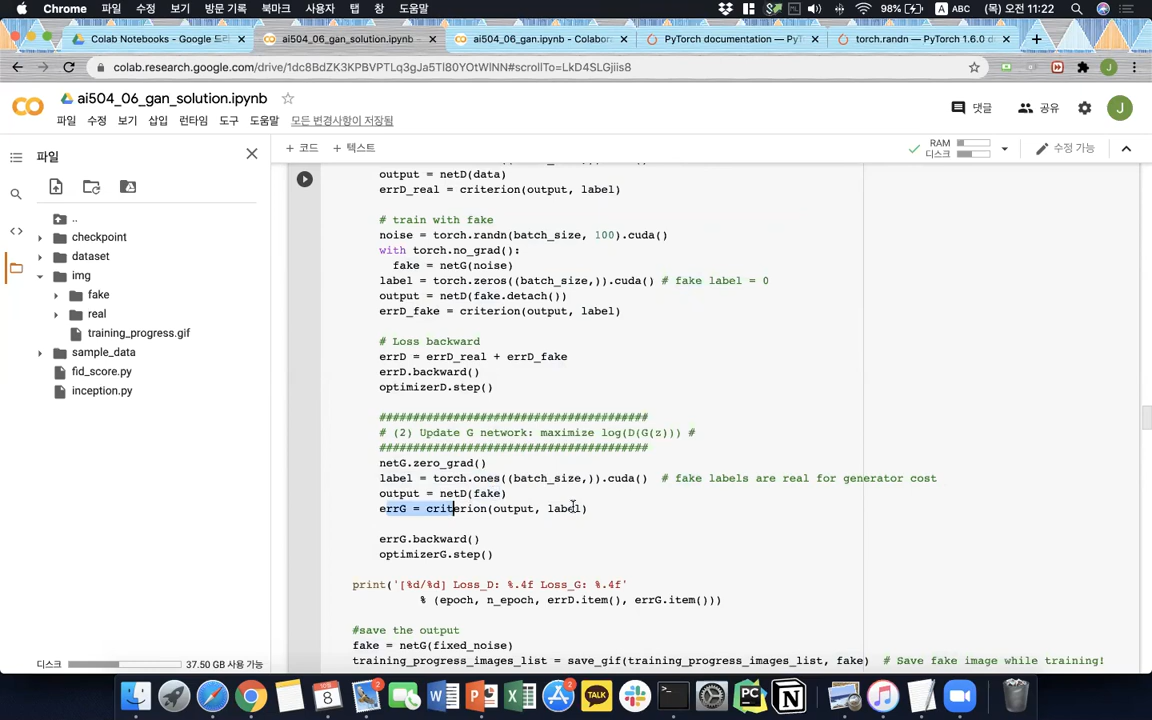 Chrome 파일 수정 보기 방문 기록 북마크 사용자 탭 창 도움말 98% A ABC (목) 오전 11:22
Colab Notebooks - Google 드라 × ai504_06_gan_solution.ipynb - × ai504_06_gan.ipynb - Colabora × PyTorch documentation — PyT × torch.randn — PyTorch 1.6.0 d ×
colab.research.google.com/drive/1dc8BdZK3RPBVPTLq3gJa5Tl80YOtWlNN#scrollTo=LkD4SLGjiis8
ai504_06_gan_solution.ipynb
댓글 공유 J
파일 수정 보기 삽입 런타임 도구 도움말 모든 변경사항이 저장됨
파일
+ 코드 + 텍스트
RAM
디스크
수정 가능
..
checkpoint
dataset
img
fake
real
training_progress.gif
sample_data
fid_score.py
inception.py
디스크 37.50 GB 사용 가능
output = netD(data)
errD_real = criterion(output, label)
# train with fake
noise = torch.randn(batch_size, 100).cuda()
with torch.no_grad():
fake = netG(noise)
label = torch.zeros((batch_size,)).cuda() # fake label = 0
output = netD(fake.detach())
errD_fake = criterion(output, label)
# Loss backward
errD = errD_real + errD_fake
errD.backward()
optimizerD.step()
########################################
# (2) Update G network: maximize log(D(G(z))) #
########################################
netG.zero_grad()
label = torch.ones((batch_size,)).cuda() # fake labels are real for generator cost
output = netD(fake)
errG = criterion(output, label)
errG.backward()
optimizerG.step()
print('[%d/%d] Loss_D: %.4f Loss_G: %.4f'
% (epoch, n_epoch, errD.item(), errG.item()))
#save the output
fake = netG(fixed_noise)
training_progress_images_list = save_gif(training_progress_images_list, fake) # Save fake image while training!